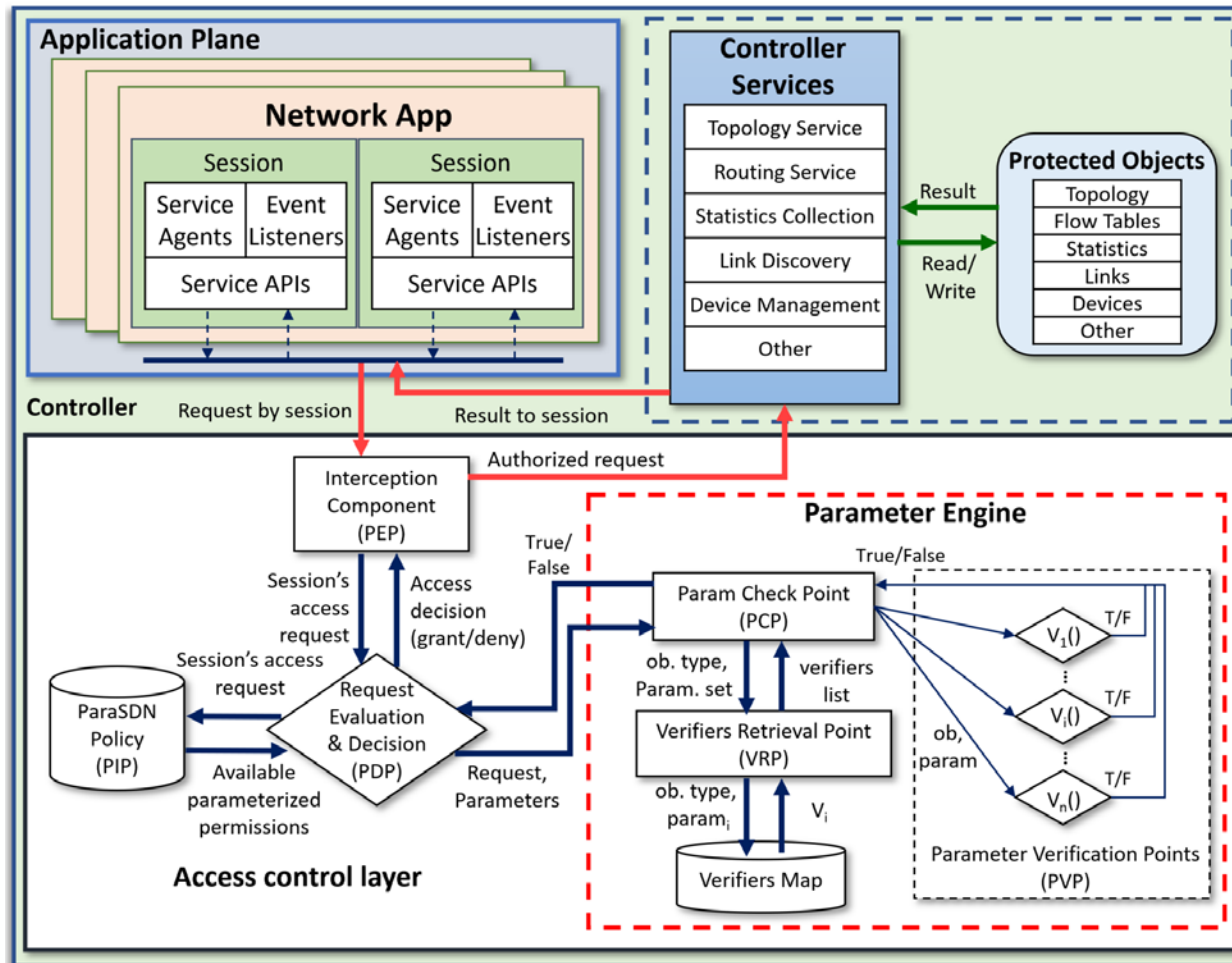 Application Plane
Network App
Session
Service
Agents
Event
Listeners
Service APIs
Session
Service
Agents
Event
Listeners
Service APIs
Controller
Services
Topology Service
Routing Service
Statistics Collection
Link Discovery
Device Management
Other
Result
Read/
Write
Protected Objects
Topology
Flow Tables
Statistics
Links
Devices
Other
Controller
Request by session
Result to session
Authorized request
Interception
Component
(PEP)
Session's
access
request
Access
decision
(grant/deny)
Session's access
request
ParaSDN
Policy
(PIP)
Request
Evaluation
& Decision
(PDP)
Available
parameterized
permissions
Access control layer
True/
False
Request,
Parameters
Parameter Engine
True/False
Param Check Point
(PCP)
ob. type,
Param. set
verifiers
list
Verifiers Retrieval Point
(VRP)
ob. type,
paramᵢ
Vᵢ
Verifiers Map
ob,
param
V₁()
T/F
⋮
Vᵢ()
T/F
⋮
Vₙ()
T/F
Parameter Verification Points
(PVP)